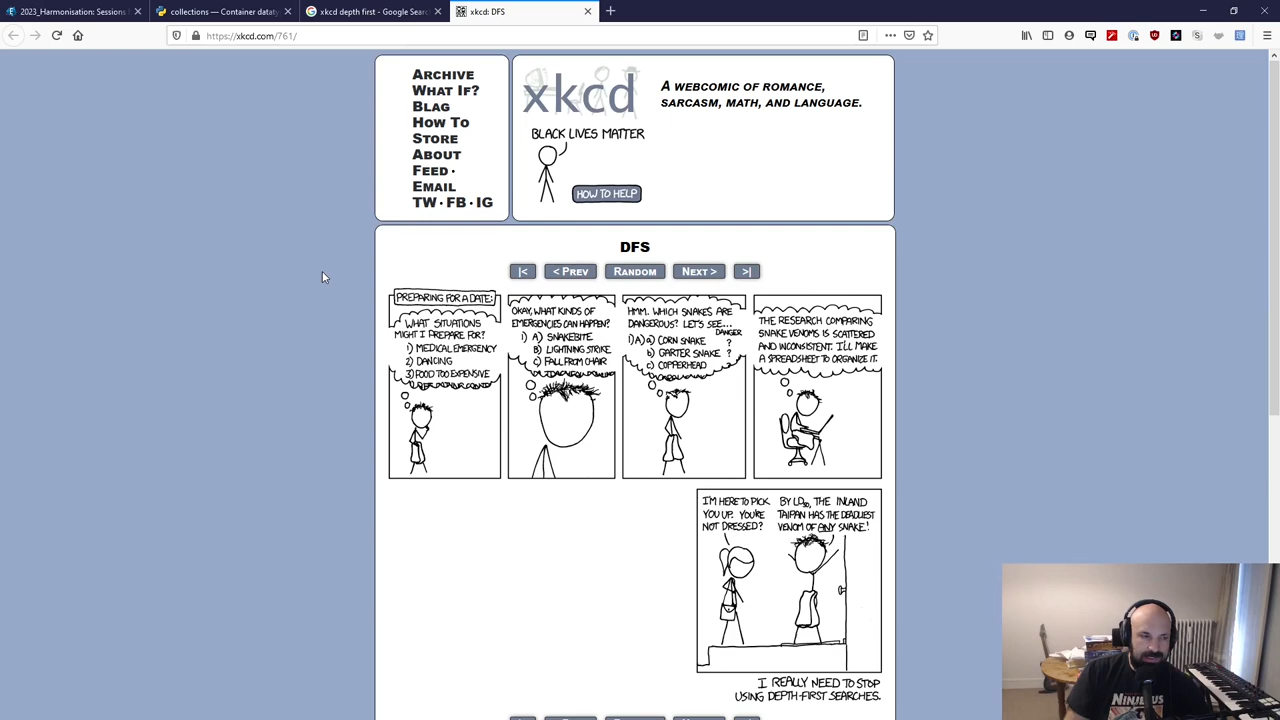 2023_Harmonisation: Sessions
collections — Container dataty
xkcd depth first - Google Search
xkcd: DFS
https://xkcd.com/761/
ARCHIVE
WHAT IF?
BLAG
HOW TO
STORE
ABOUT
FEED ·
EMAIL
TW · FB · IG
xkcd
A WEBCOMIC OF ROMANCE,
SARCASM, MATH, AND LANGUAGE.
BLACK LIVES MATTER
HOW TO HELP
DFS
|<
< PREV
RANDOM
NEXT >
>|
PREPARING FOR A DATE:
WHAT SITUATIONS
MIGHT I PREPARE FOR?
1) MEDICAL EMERGENCY
2) DANCING
3) FOOD TOO EXPENSIVE
OKAY, WHAT KINDS OF
EMERGENCIES CAN HAPPEN?
1) A) SNAKEBITE
B) LIGHTNING STRIKE
C) FALL FROM CHAIR
HMM. WHICH SNAKES ARE
DANGEROUS? LET'S SEE...
DANGER
1) A) a) CORN SNAKE ?
b) GARTER SNAKE ?
c) COPPERHEAD
THE RESEARCH COMPARING
SNAKE VENOMS IS SCATTERED
AND INCONSISTENT. I'LL MAKE
A SPREADSHEET TO ORGANIZE IT.
I'M HERE TO PICK
YOU UP. YOU'RE
NOT DRESSED?
BY LD50, THE INLAND
TAIPAN HAS THE DEADLIEST
VENOM OF ANY SNAKE!
I REALLY NEED TO STOP
USING DEPTH-FIRST SEARCHES.